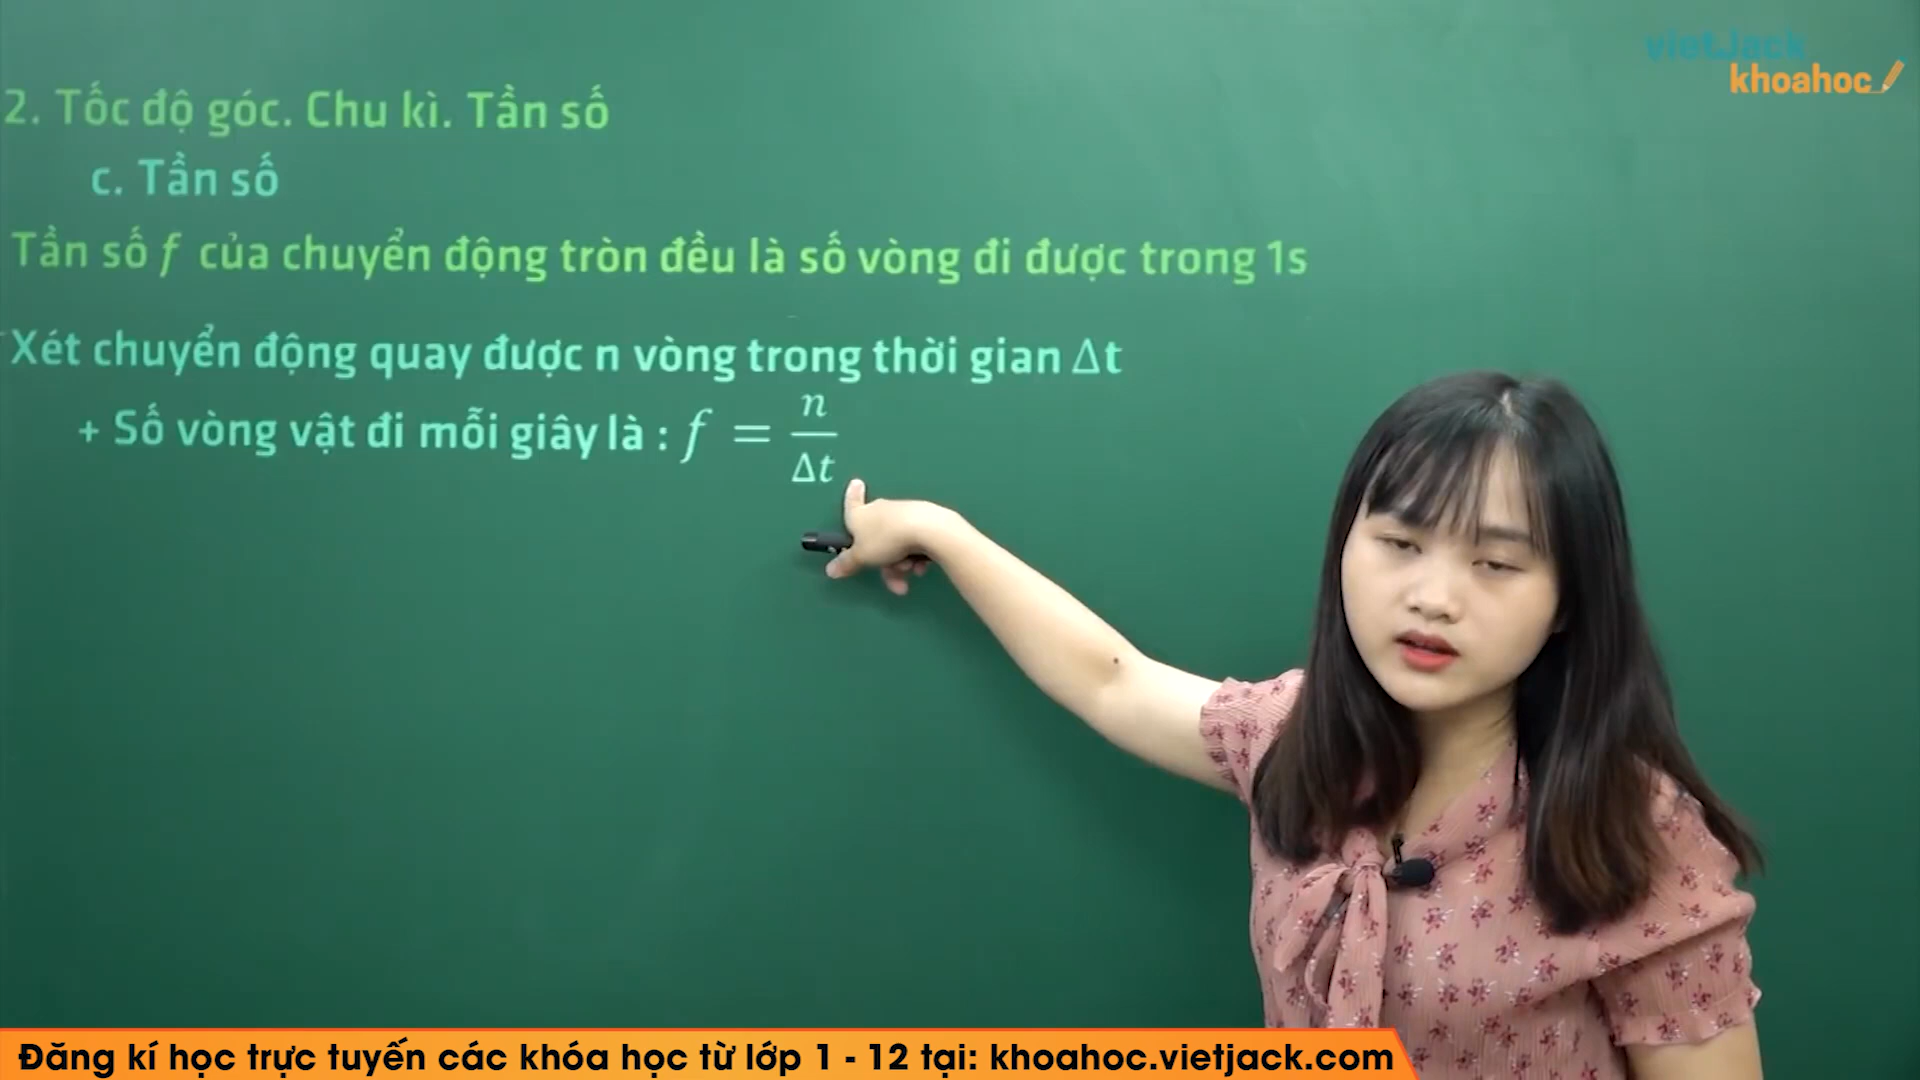 vietJack
khoahoc
2. Tốc độ góc. Chu kì. Tần số
c. Tần số
Tần số f của chuyển động tròn đều là số vòng đi được trong 1s
Xét chuyển động quay được n vòng trong thời gian Δt
+ Số vòng vật đi mỗi giây là : f = n/Δt
Đăng kí học trực tuyến các khóa học từ lớp 1 - 12 tại: khoahoc.vietjack.com